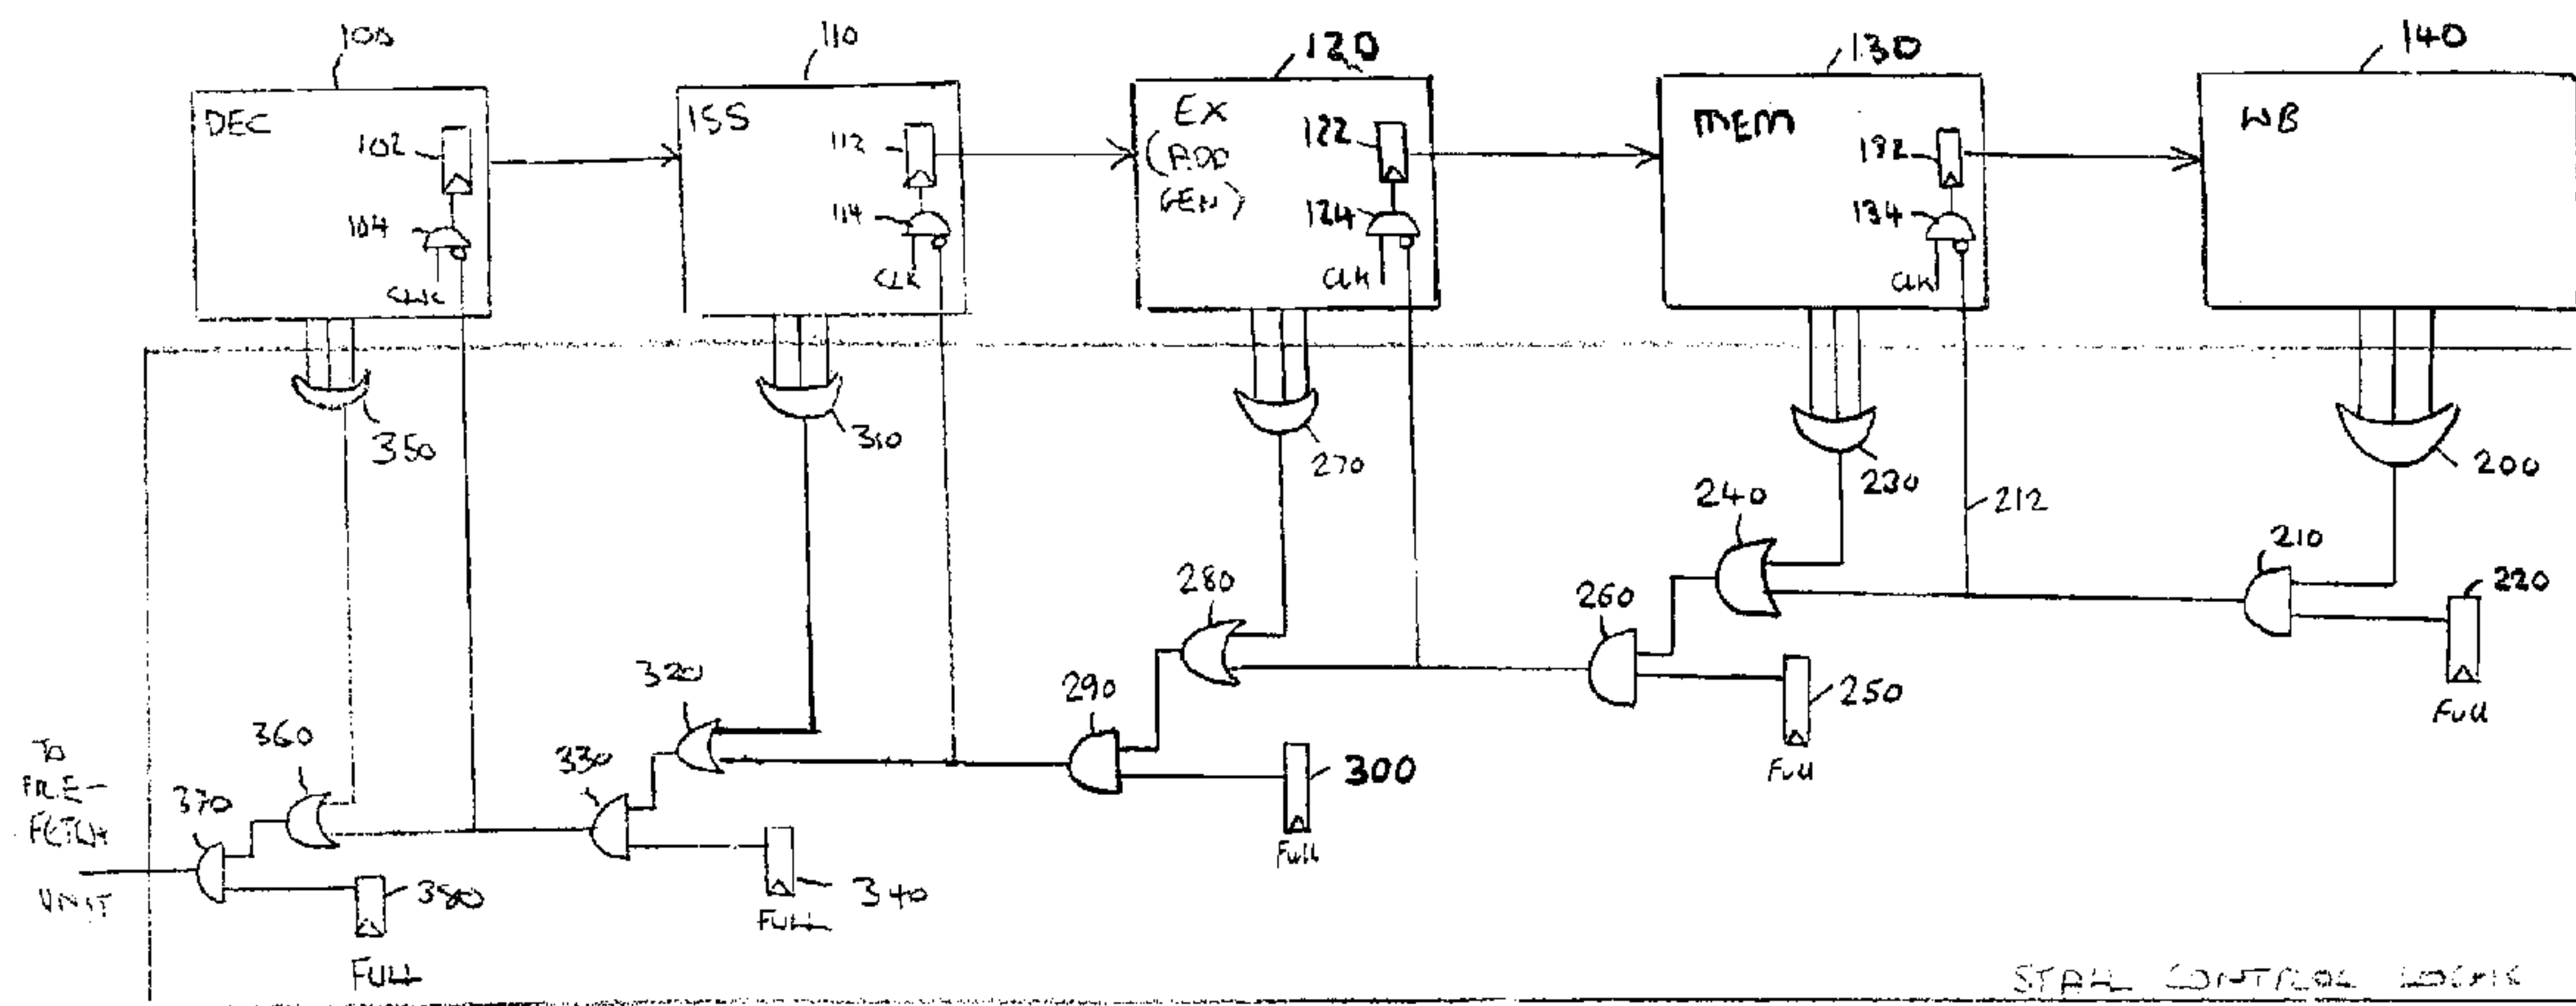 100
110
120
130
140
DEC
ISS
EX
(ADD
GEN)
MEM
WB
102
112
122
132
104
114
124
134
CLK
CLK
CLK
CLK
350
310
270
230
200
240
212
210
220
280
260
Full
320
290
250
Full
TO
PRE-
FETCH
UNIT
360
330
300
370
Full
380
340
FULL
FULL
STALL CONTROL LOGIC